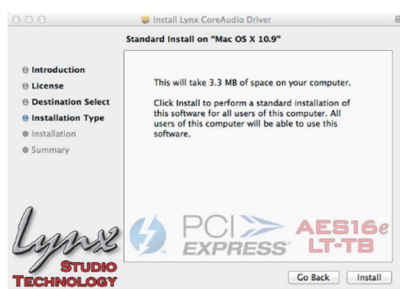 Install Lynx CoreAudio Driver
Standard Install on "Mac OS X 10.9"
Introduction
License
Destination Select
Installation Type
Installation
Summary
This will take 3.3 MB of space on your computer.
Click Install to perform a standard installation of
this software for all users of this computer. All
users of this computer will be able to use this
software.
Lynx
STUDIO
TECHNOLOGY
PCI
EXPRESS®
AES16e
LT-TB
Go Back
Install